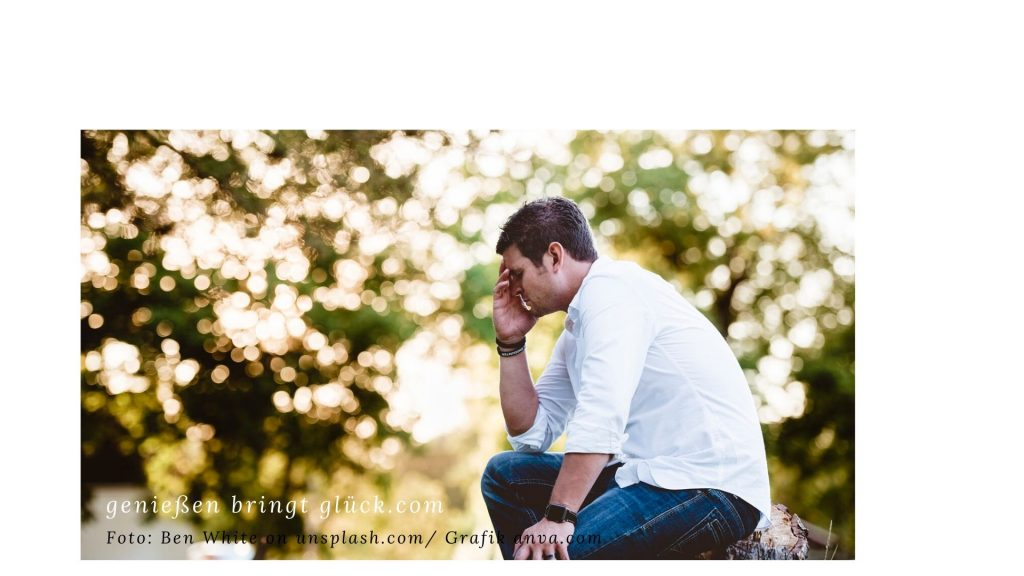 genießen bringt glück.com
Foto: Ben White on unsplash.com/ Grafik anva.com